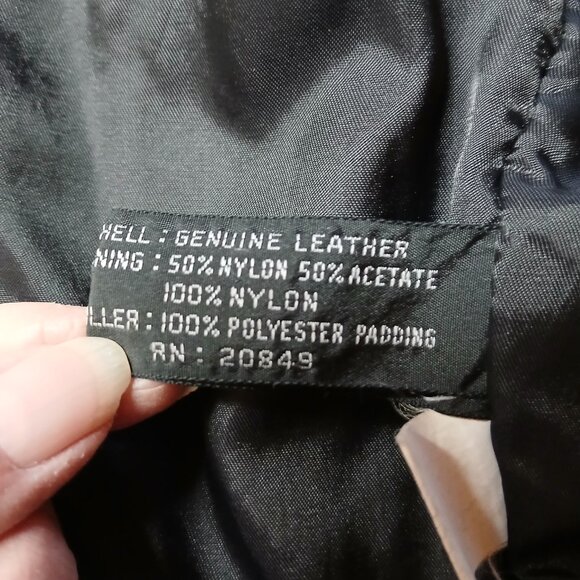 HELL : GENUINE LEATHER
NING : 50% NYLON 50% ACETATE
100% NYLON
LLER : 100% POLYESTER PADDING
RN : 20849